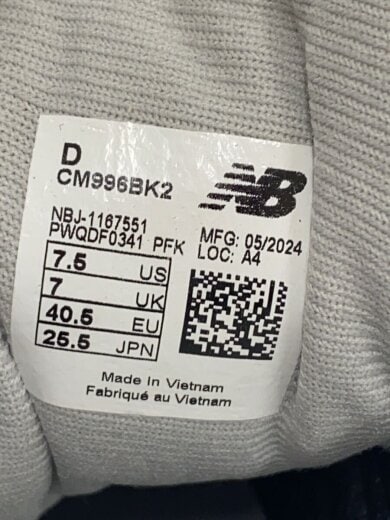 D
CM996BK2
NB
NBJ-1167551
PWQDF0341 PFK
MFG: 05/2024
LOC: A4
7.5 US
7 UK
40.5 EU
25.5 JPN
Made in Vietnam
Fabriqué au Vietnam